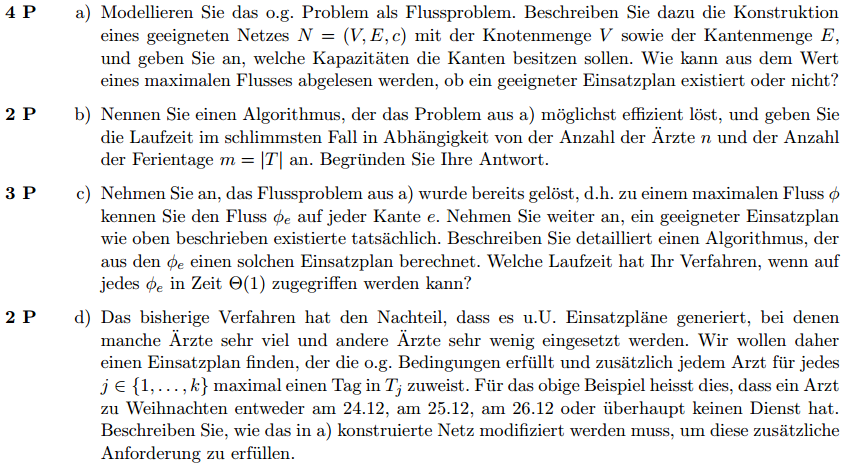 4 P a) Modellieren Sie das o.g. Problem als Flussproblem. Beschreiben Sie dazu die Konstruktion
eines geeigneten Netzes N = (V, E, c) mit der Knotenmenge V sowie der Kantenmenge E,
und geben Sie an, welche Kapazitäten die Kanten besitzen sollen. Wie kann aus dem Wert
eines maximalen Flusses abgelesen werden, ob ein geeigneter Einsatzplan existiert oder nicht?
2 P b) Nennen Sie einen Algorithmus, der das Problem aus a) möglichst effizient löst, und geben Sie
die Laufzeit im schlimmsten Fall in Abhängigkeit von der Anzahl der Ärzte n und der Anzahl
der Ferientage m = |T| an. Begründen Sie Ihre Antwort.
3 P c) Nehmen Sie an, das Flussproblem aus a) wurde bereits gelöst, d.h. zu einem maximalen Fluss ϕ
kennen Sie den Fluss ϕₑ auf jeder Kante e. Nehmen Sie weiter an, ein geeigneter Einsatzplan
wie oben beschrieben existierte tatsächlich. Beschreiben Sie detailliert einen Algorithmus, der
aus den ϕₑ einen solchen Einsatzplan berechnet. Welche Laufzeit hat Ihr Verfahren, wenn auf
jedes ϕₑ in Zeit Θ(1) zugegriffen werden kann?
2 P d) Das bisherige Verfahren hat den Nachteil, dass es u.U. Einsatzpläne generiert, bei denen
manche Ärzte sehr viel und andere Ärzte sehr wenig eingesetzt werden. Wir wollen daher
einen Einsatzplan finden, der die o.g. Bedingungen erfüllt und zusätzlich jedem Arzt für jedes
j ∈ {1, . . . , k} maximal einen Tag in Tⱼ zuweist. Für das obige Beispiel heisst dies, dass ein Arzt
zu Weihnachten entweder am 24.12, am 25.12, am 26.12 oder überhaupt keinen Dienst hat.
Beschreiben Sie, wie das in a) konstruierte Netz modifiziert werden muss, um diese zusätzliche
Anforderung zu erfüllen.